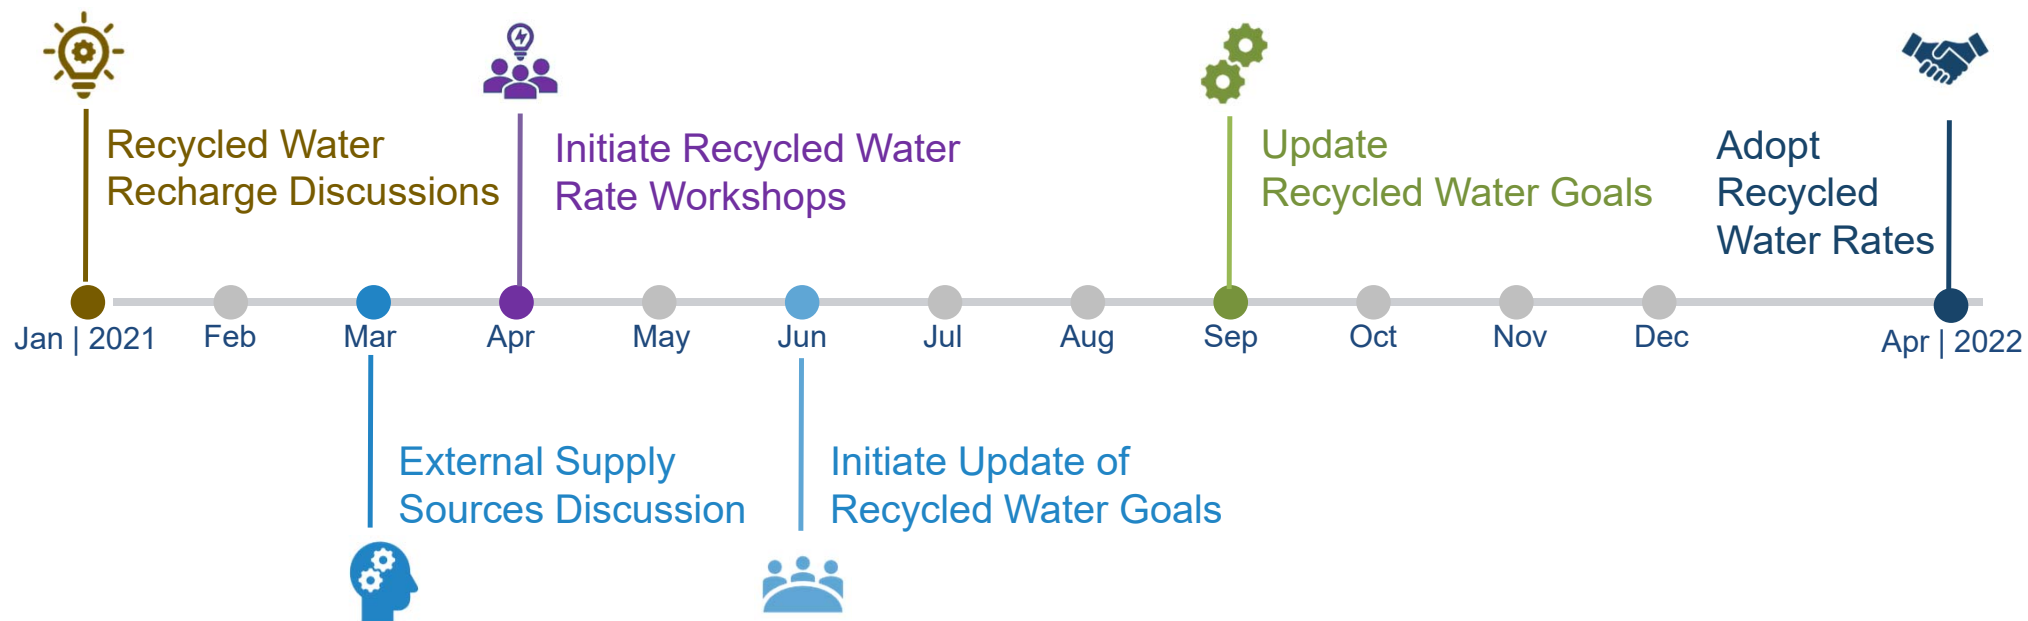 Recycled Water
Recharge Discussions
Initiate Recycled Water
Rate Workshops
Update
Recycled Water Goals
Adopt
Recycled
Water Rates
Jan | 2021
Feb
Mar
Apr
May
Jun
Jul
Aug
Sep
Oct
Nov
Dec
Apr | 2022
External Supply
Sources Discussion
Initiate Update of
Recycled Water Goals